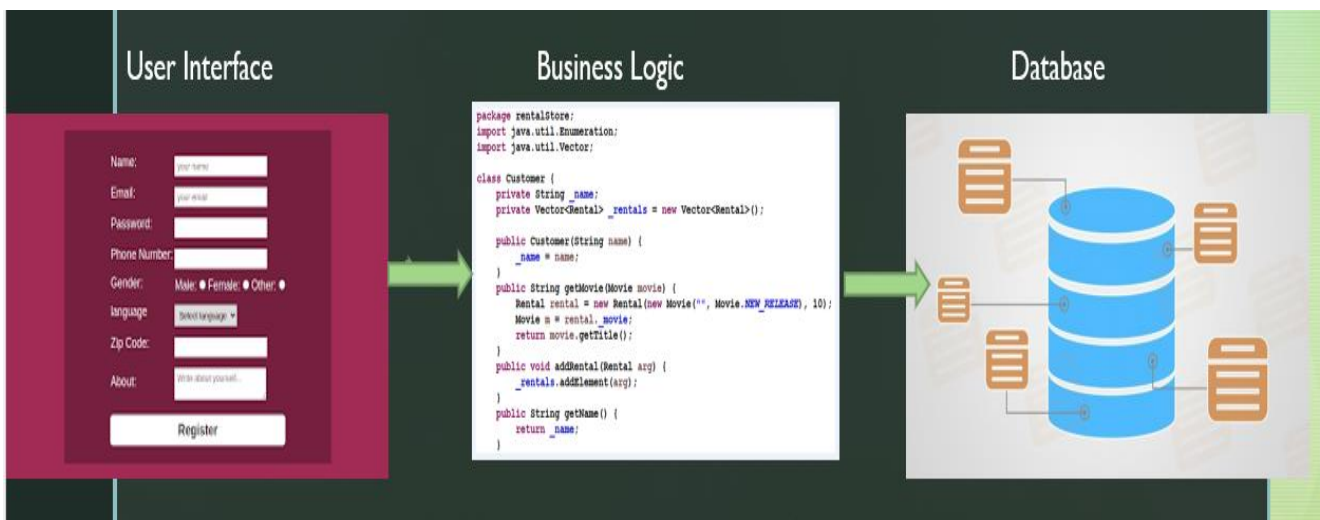 User Interface
Business Logic
Database
Name:
your name
Email:
your email
Password:
Phone Number:
Gender:
Male: Female: Other:
language
Select language
Zip Code:
About:
Write about yourself...
Register
package rentalStore;
import java.util.Enumeration;
import java.util.Vector;
class Customer {
private String _name;
private Vector<Rental> _rentals = new Vector<Rental>();
public Customer(String name) {
_name = name;
}
public String getMovie(Movie movie) {
Rental rental = new Rental(new Movie("", Movie.NEW_RELEASE), 10);
Movie m = rental._movie;
return movie.getTitle();
}
public void addRental(Rental arg) {
_rentals.addElement(arg);
}
public String getName() {
return _name;
}